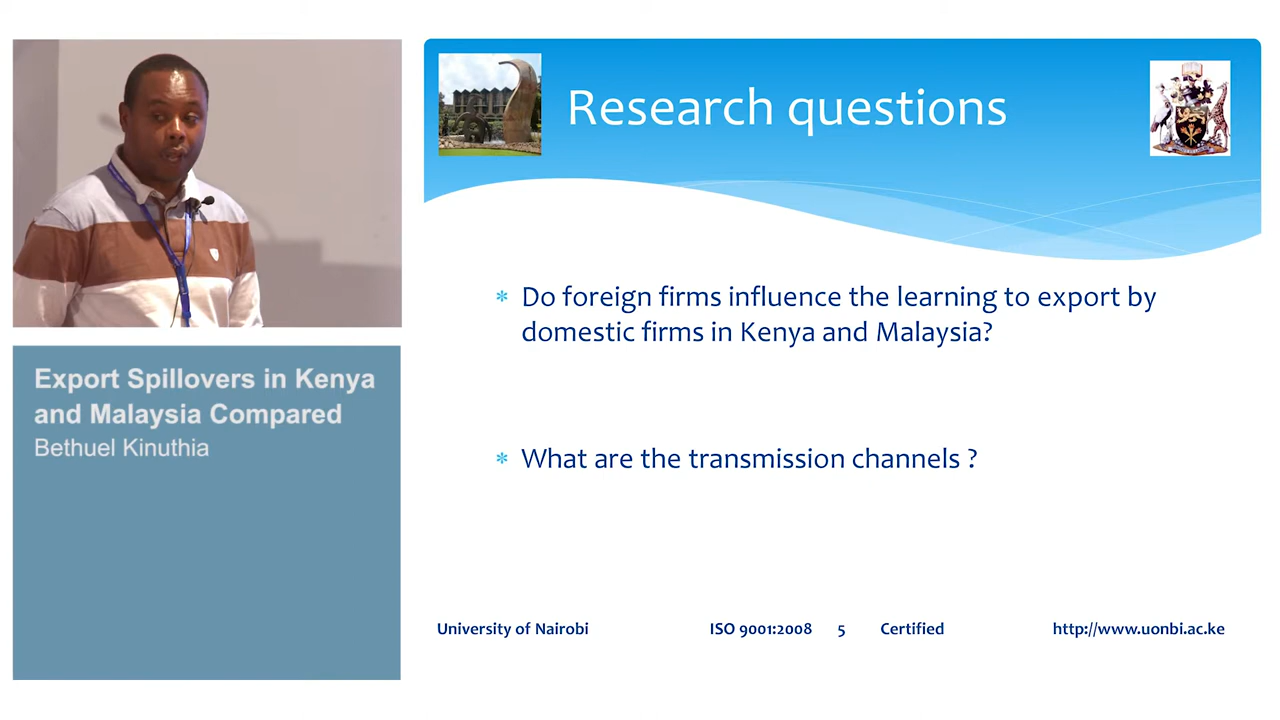 Research questions
Do foreign firms influence the learning to export by
domestic firms in Kenya and Malaysia?
What are the transmission channels ?
Export Spillovers in Kenya
and Malaysia Compared
Bethuel Kinuthia
University of Nairobi ISO 9001:2008 5 Certified http://www.uonbi.ac.ke